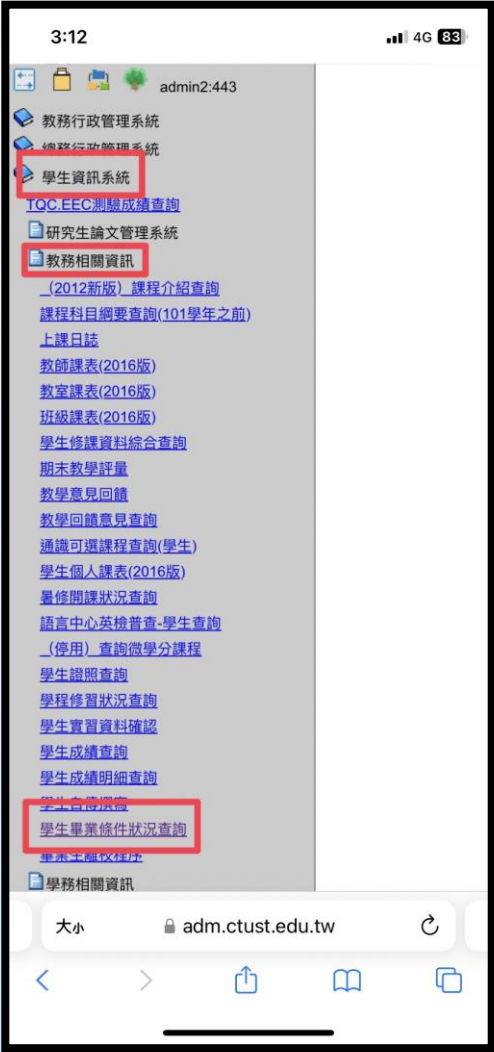 3:12 4G 83
admin2:443
教務行政管理系統
總務行政管理系統
學生資訊系統
TQC.EEC測驗成績查詢
研究生論文管理系統
教務相關資訊
（2012新版）課程介紹查詢
課程科目綱要查詢(101學年之前)
上課日誌
教師課表(2016版)
教室課表(2016版)
班級課表(2016版)
學生修課資料綜合查詢
期末教學評量
教學意見回饋
教學回饋意見查詢
通識可選課程查詢(學生)
學生個人課表(2016版)
暑修開課狀況查詢
語言中心英檢普查-學生查詢
（停用）查詢微學分課程
學生證照查詢
學程修習狀況查詢
學生實習資料確認
學生成績查詢
學生成績明細查詢
學生自傳撰寫
學生畢業條件狀況查詢
畢業生離校程序
學務相關資訊
大小 adm.ctust.edu.tw